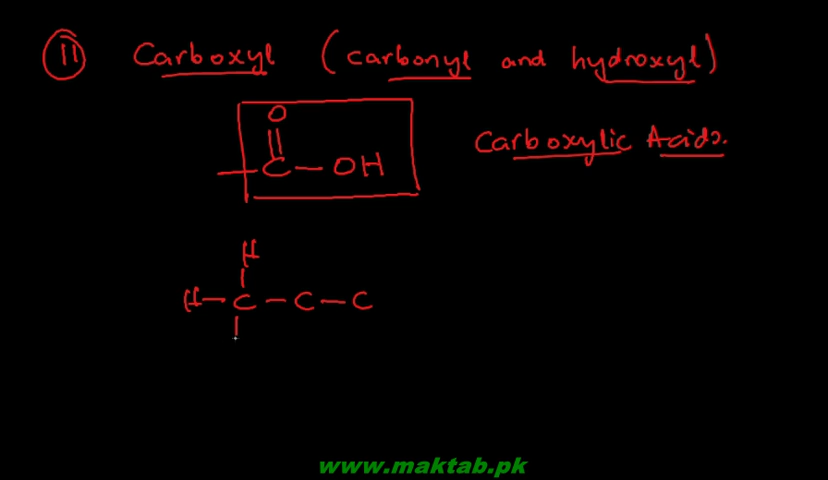 11 Carboxyl (carbonyl and hydroxyl)
O
C – OH
Carboxylic Acids.
H
H – C – C – C
www.maktab.pk